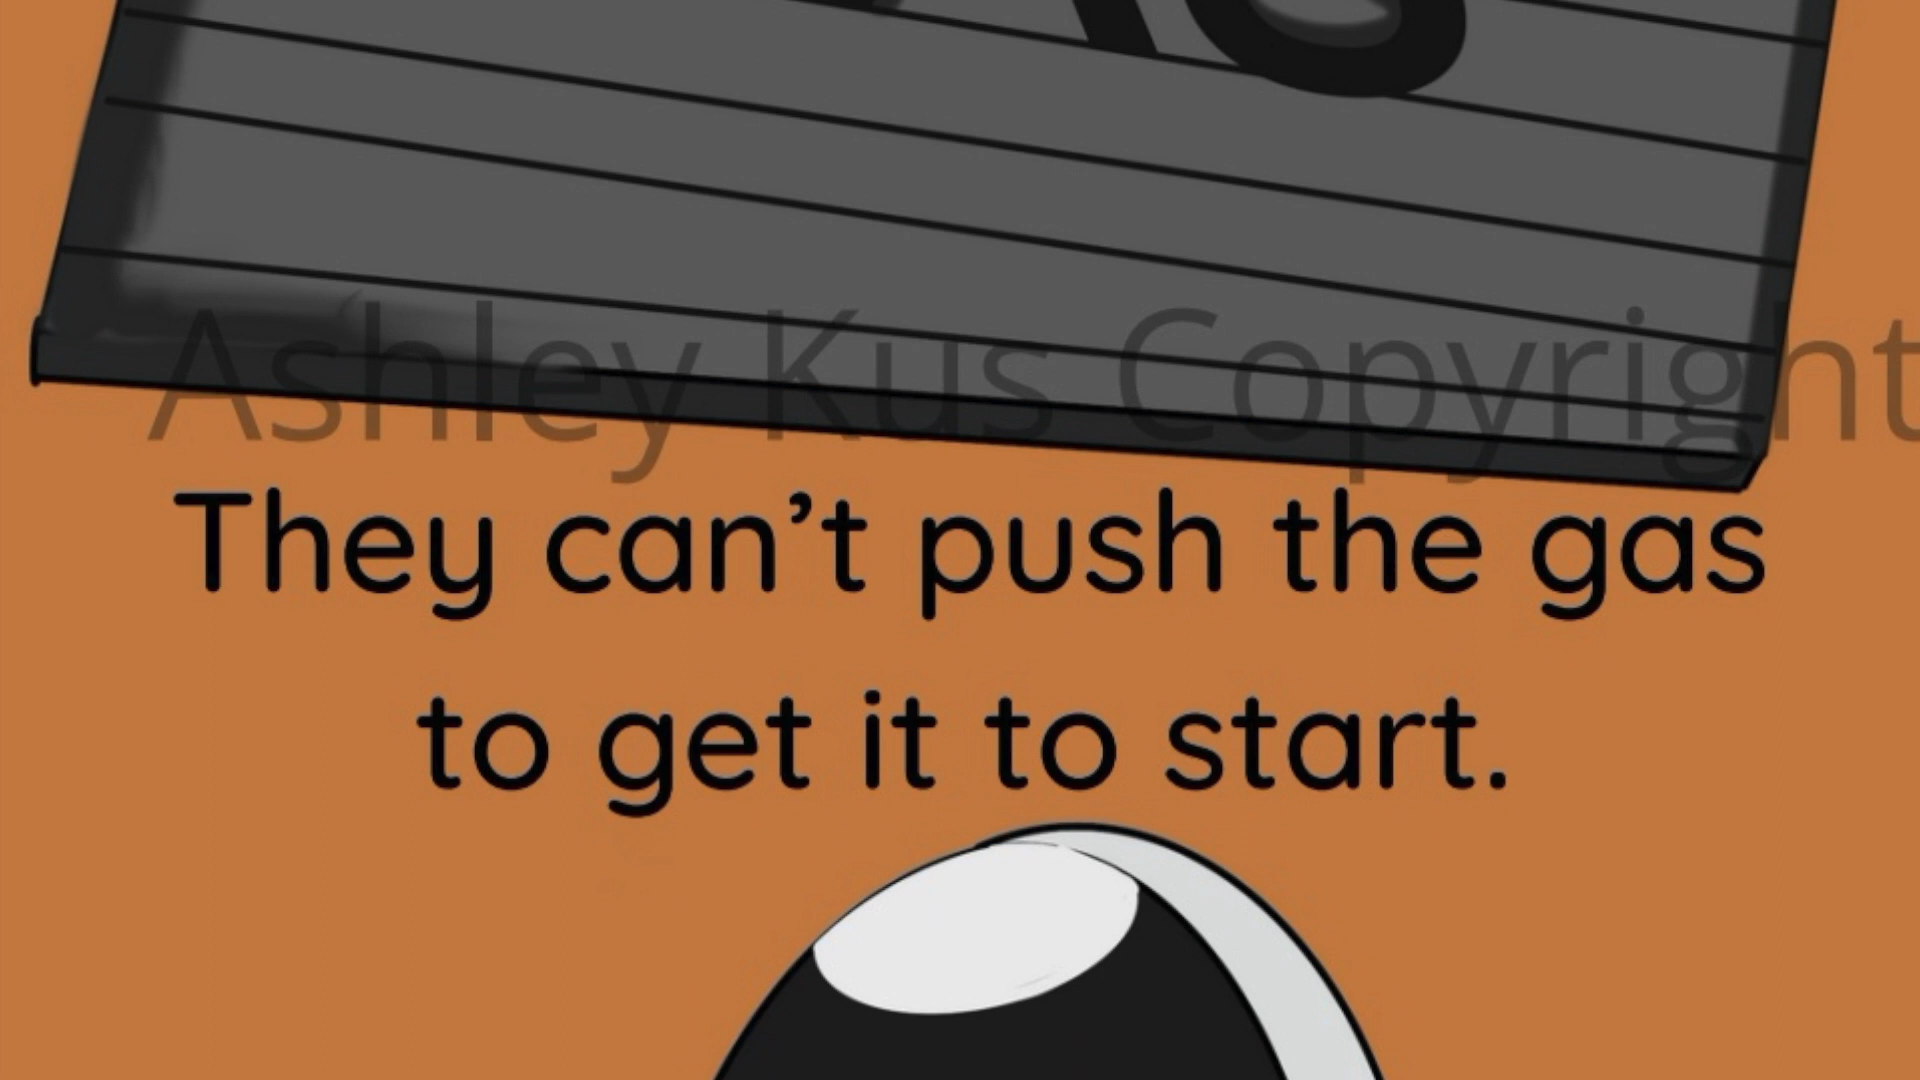 Ashley Kus Copyright
They can’t push the gas
to get it to start.